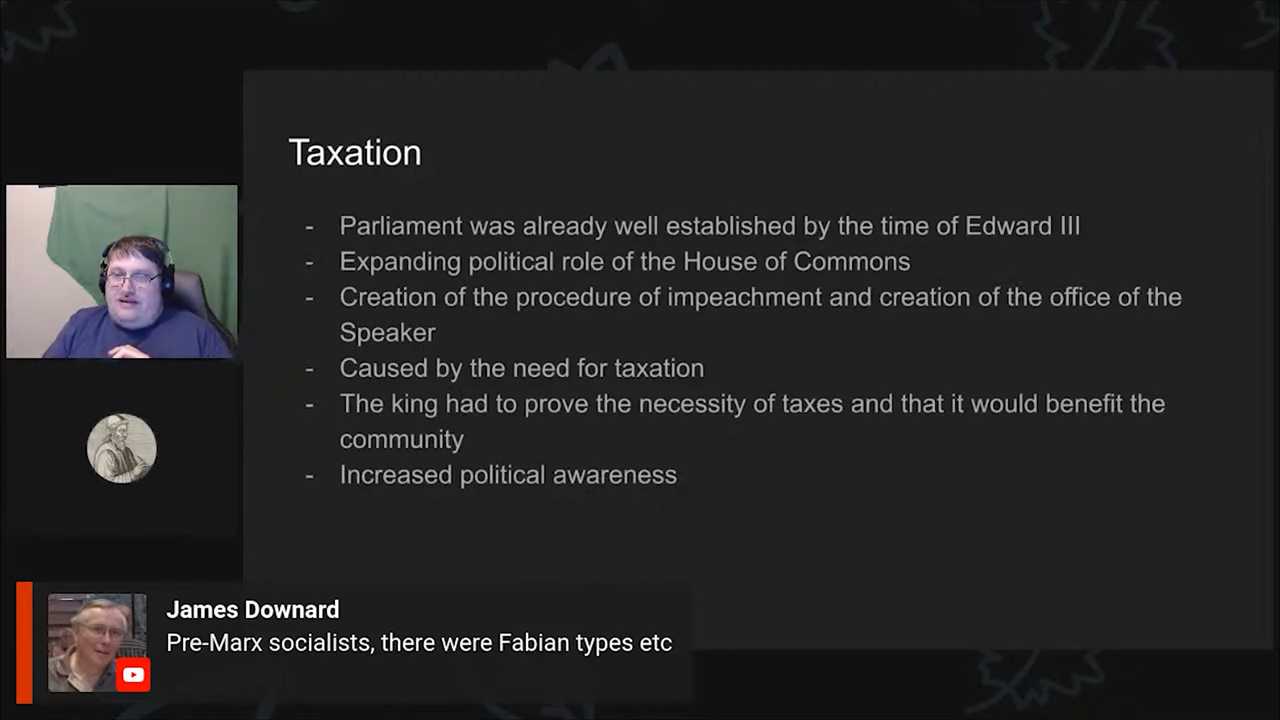 Taxation
- Parliament was already well established by the time of Edward III
- Expanding political role of the House of Commons
- Creation of the procedure of impeachment and creation of the office of the
Speaker
- Caused by the need for taxation
- The king had to prove the necessity of taxes and that it would benefit the
community
- Increased political awareness
James Downard
Pre-Marx socialists, there were Fabian types etc